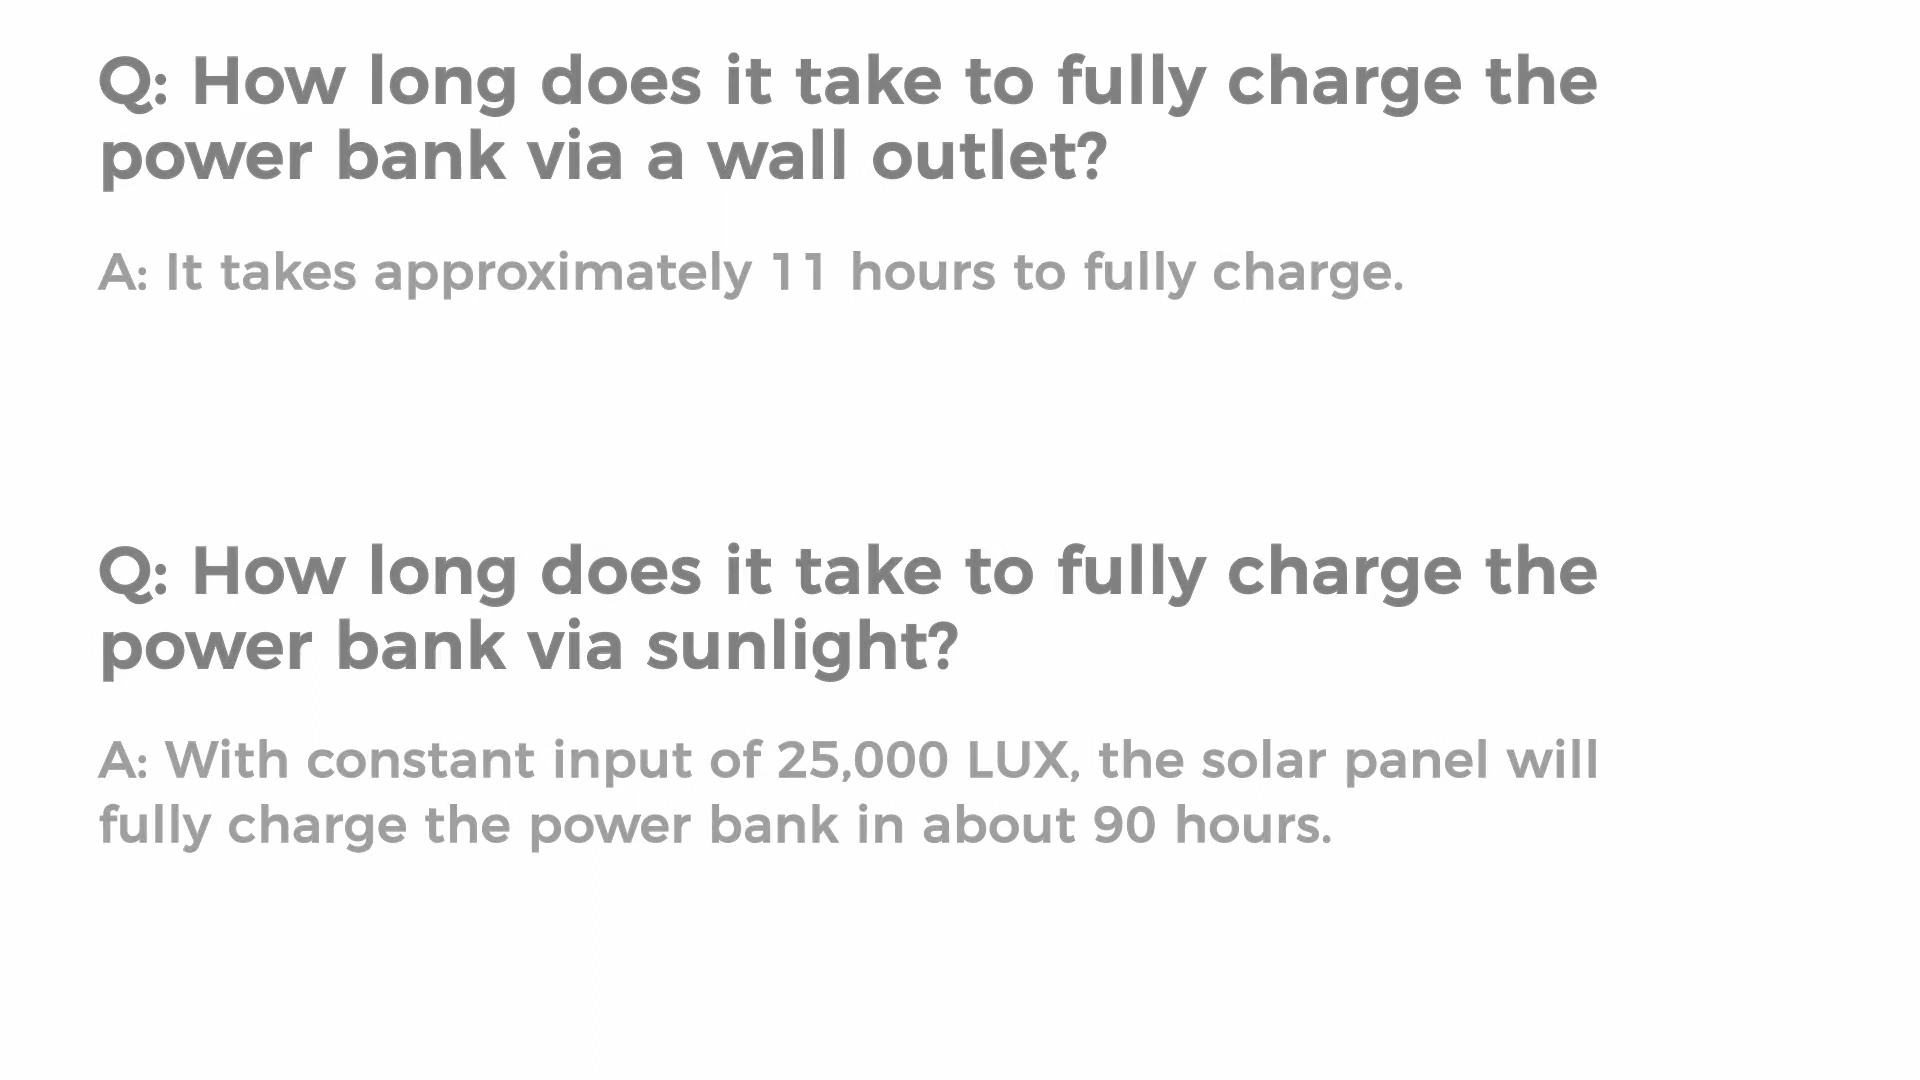 Q: How long does it take to fully charge the
power bank via a wall outlet?
A: It takes approximately 11 hours to fully charge.
Q: How long does it take to fully charge the
power bank via sunlight?
A: With constant input of 25,000 LUX, the solar panel will
fully charge the power bank in about 90 hours.